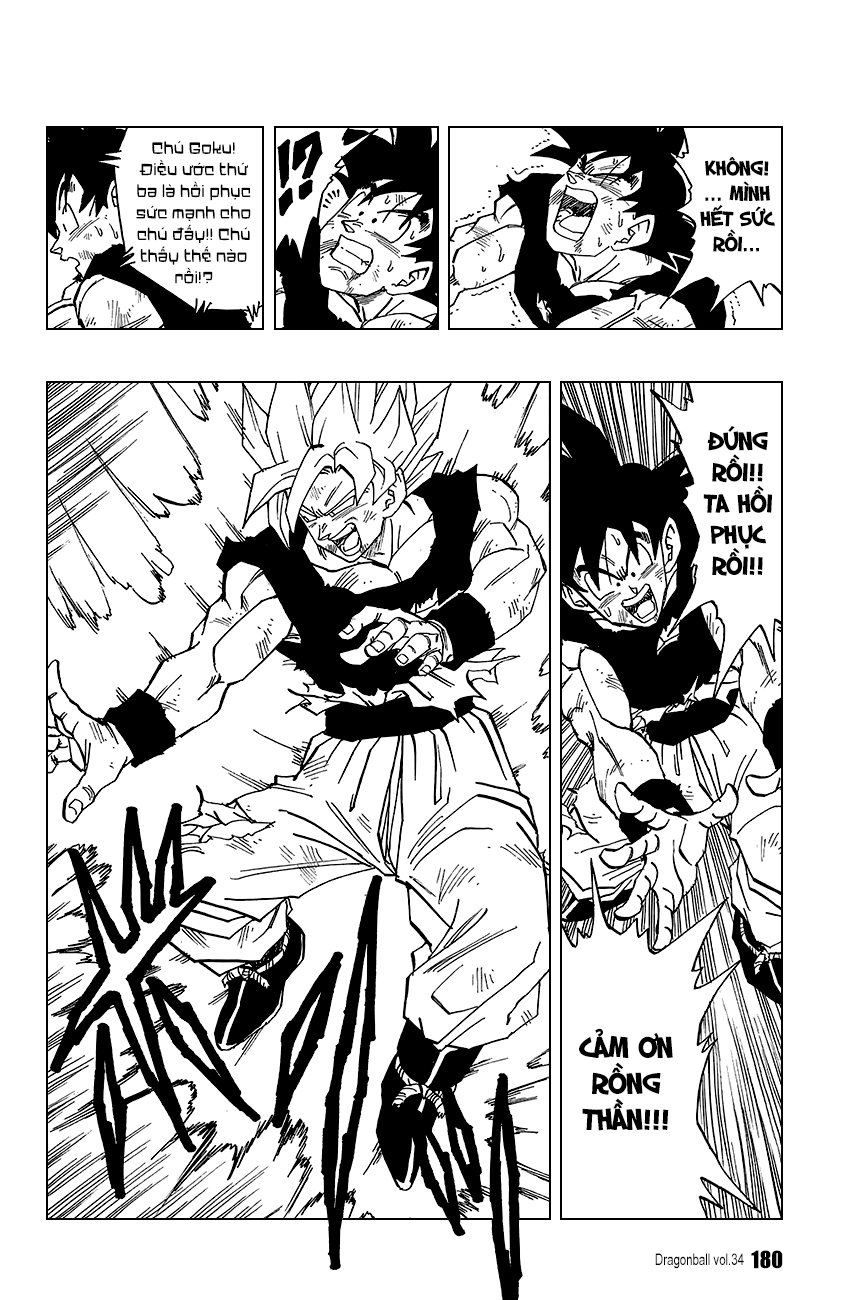 KHÔNG!
... MÌNH
HẾT SỨC
RỒI...
!?
Chú Goku!
Điều ước thứ
ba là hồi phục
sức mạnh cho
chú đấy!! Chú
thấy thế nào
rồi!?
ĐÚNG
RỒI!!
TA HỒI
PHỤC
RỒI!!
CẢM ƠN
RỒNG
THẦN!!!
Dragonball vol.34 180